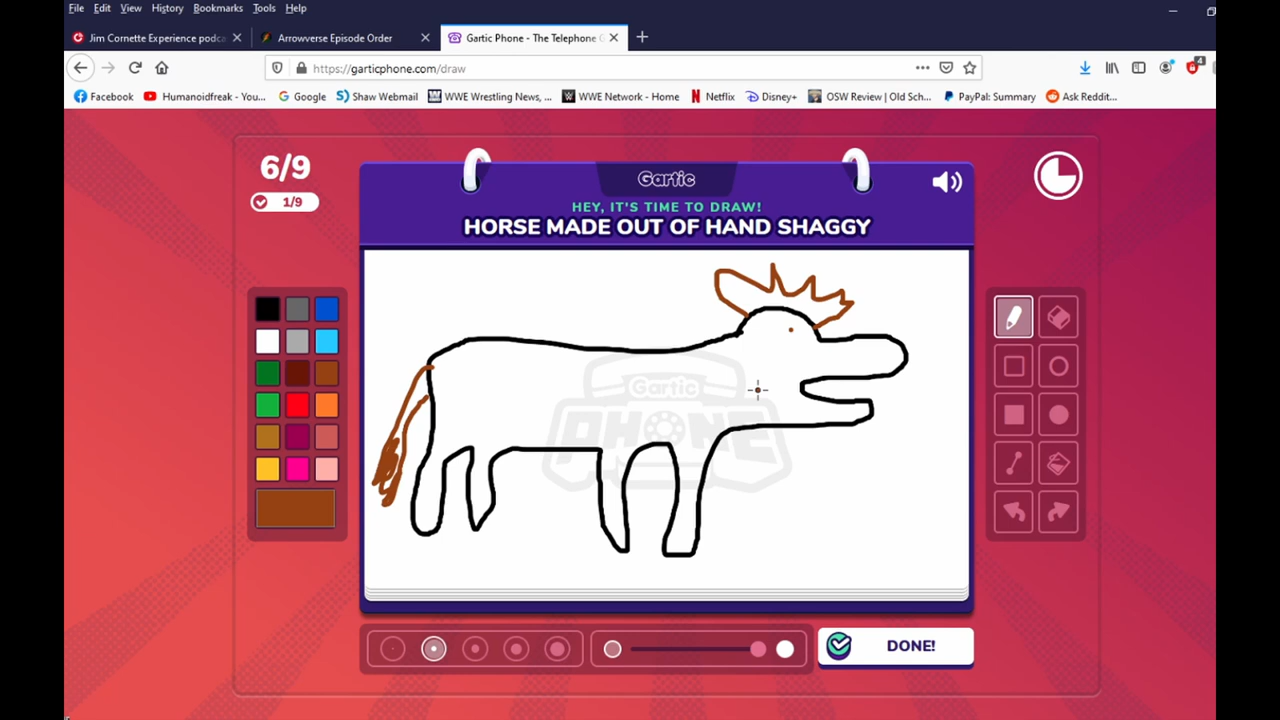 File Edit View History Bookmarks Tools Help
Jim Cornette Experience podca
Arrowverse Episode Order
Gartic Phone - The Telephone G
https://garticphone.com/draw
4
Facebook
Humanoidfreak - You...
Google
Shaw Webmail
WWE Wrestling News, ...
WWE Network - Home
Netflix
Disney+
OSW Review | Old Sch...
PayPal: Summary
Ask Reddit...
6/9
1/9
Gartic
HEY, IT'S TIME TO DRAW!
HORSE MADE OUT OF HAND SHAGGY
Gartic
PHONE
DONE!